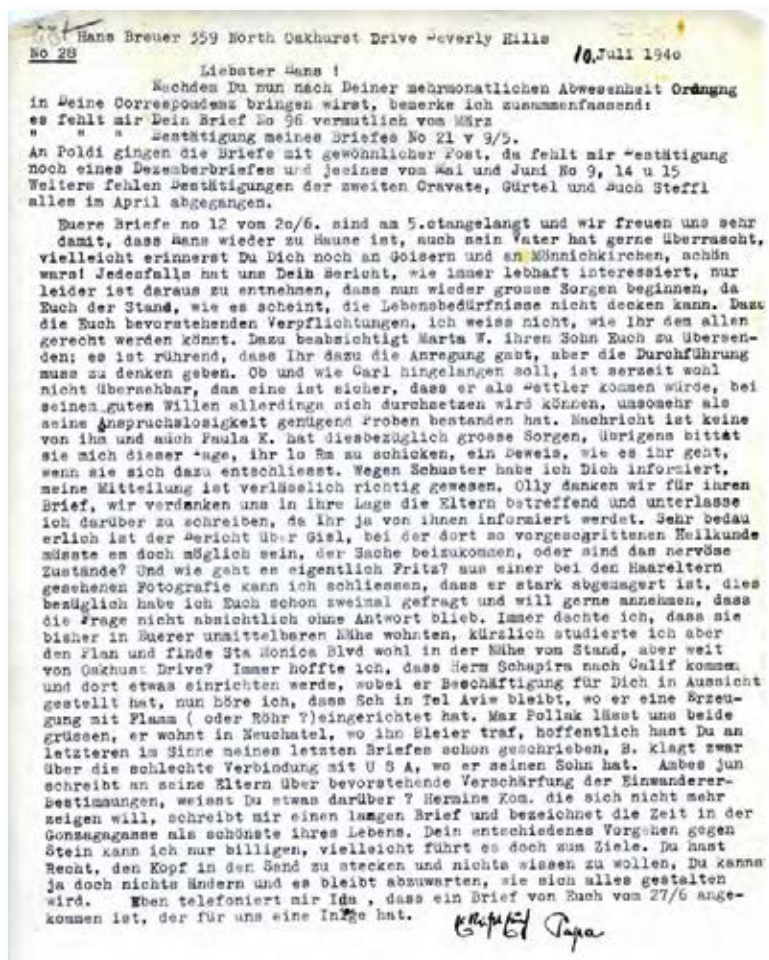 Hans Breuer 559 North Oakhurst Drive Beverly Hills
No 28
10. Juli 1940
Liebster Hans !
Nachdem Du nun nach Deiner mehrmonatlichen Abwesenheit Ordnung
in Deine Correspondenz bringen wirst, bemerke ich zusammenfassend:
es fehlt mir Dein Brief No 96 vermutlich vom März
" " " Bestätigung meines Briefes No 21 v 9/5.
An Poldi gingen die Briefe mit gewöhnlicher Post, da fehlt mir Bestätigung
noch eines Dezemberbriefes und jeeines vom Mai und Juni No 9, 14 u 15
Weiters fehlen Bestätigungen der zweiten Cravate, Gürtel und Buch Steffl
alles im April abgegangen.
Euere Briefe no 12 vom 20/6. sind am 5.ctangelangt und wir freuen uns sehr
damit, dass Hans wieder zu Hause ist, auch sein Vater hat gerne überrascht,
vielleicht erinnerst Du Dich noch an Goisern und an Mönnichkirchen, schön
wars! Jedesfalls hat uns Dein Bericht, wie immer lebhaft interessiert, nur
leider ist daraus zu entnehmen, dass nun wieder grosse Sorgen beginnen, da
Euch der Stand, wie es scheint, die Lebensbedürfnisse nicht decken kann. Dazu
die Euch bevorstehenden Verpflichtungen, ich weiss nicht, wie Ihr dem allen
gerecht werden könnt. Dazu beabsichtigt Marta W. ihren Sohn Euch zu übersen-
den; es ist rührend, dass Ihr dazu die Anregung gabt, aber die Durchführung
muss zu denken geben. Ob und wie Carl hingelangen soll, ist serzeit wohl
nicht übersehbar, das eine ist sicher, dass er als Bettler kommen würde, bei
seinem guten Willen allerdings sich durchsetzen wird können, umsomehr als
seine Anspruchslosigkeit genügend Proben bestanden hat. Nachricht ist keine
von ihm und auch Paula K. hat diesbezüglich grosse Sorgen, übrigens bittet
sie mich dieser Tage, ihr 10 Rm zu schicken, ein Beweis, wie es ihr geht,
wenn sie sich dazu entschliesst. Wegen Schuster habe ich Dich informiert,
meine Mitteilung ist verlässlich richtig gewesen. Olly danken wir für ihren
Brief, wir verdanken uns in ihre Lage die Eltern betreffend und unterlasse
ich darüber zu schreiben, da Ihr ja von ihnen informiert werdet. Sehr bedau
erlich ist der Bericht über Gisl, bei der dort so vorgescgrittenen Heilkunde
müsste es doch möglich sein, der Sache beizukommen, oder sind das nervöse
Zustände? Und wie geht es eigentlich Fritz? aus einer bei den Haareltern
gesehenen Fotografie kann ich schliessen, dass er stark abgemagert ist, dies
bezüglich habe ich Euch schon zweimal gefragt und will gerne annehmen, dass
die Frage nicht absichtlich ohne Antwort blieb. Immer dachte ich, dass sie
bisher in Euerer unmittelbaren Nähe wohnten, kürzlich studierte ich aber
den Plan und finde Sta Monica Blvd wohl in der Nähe vom Stand, aber weit
von Oakhust Drive? Immer hoffte ich, dass Herm Schapira nach Calif kommen
und dort etwas einrichten werde, wobei er Beschäftigung für Dich in Aussicht
gestellt hat, nun höre ich, dass Sch in Tel Aviw bleibt, wo er eine Erzeu-
gung mit Flamm ( oder Röhr ?)eingerichtet hat. Max Pollak lässt uns beide
grüssen, er wohnt in Neuchatel, wo ihn Bleier traf, hoffentlich hast Du an
letzteren im Sinne meines letzten Briefes schon geschrieben, B. klagt zwar
über die schlechte Verbindung mit U S A, wo er seinen Sohn hat. Ambes jun
schreibt an seine Eltern über bevorstehende Verschärfung der Einwanderer-
Bestimmungen, weisst Du etwas darüber ? Hermine Kom. die sich nicht mehr
zeigen will, schreibt mir einen langen Brief und bezeichnet die Zeit in der
Gonzagagasse als schönste ihres Lebens. Dein entschiedenes Vorgehen gegen
Stein kann ich nur billigen, vielleicht führt es doch zum Ziele. Du hast
Recht, den Kopf in den Sand zu stecken und nichts wissen zu wollen, Du kanns
ja doch nichts ändern und es bleibt abzuwarten, wie sich alles gestalten
wird. Eben telefoniert mir Ida , dass ein Brief von Euch vom 27/6 ange-
kommen ist, der für uns eine Inlge hat.
Papa